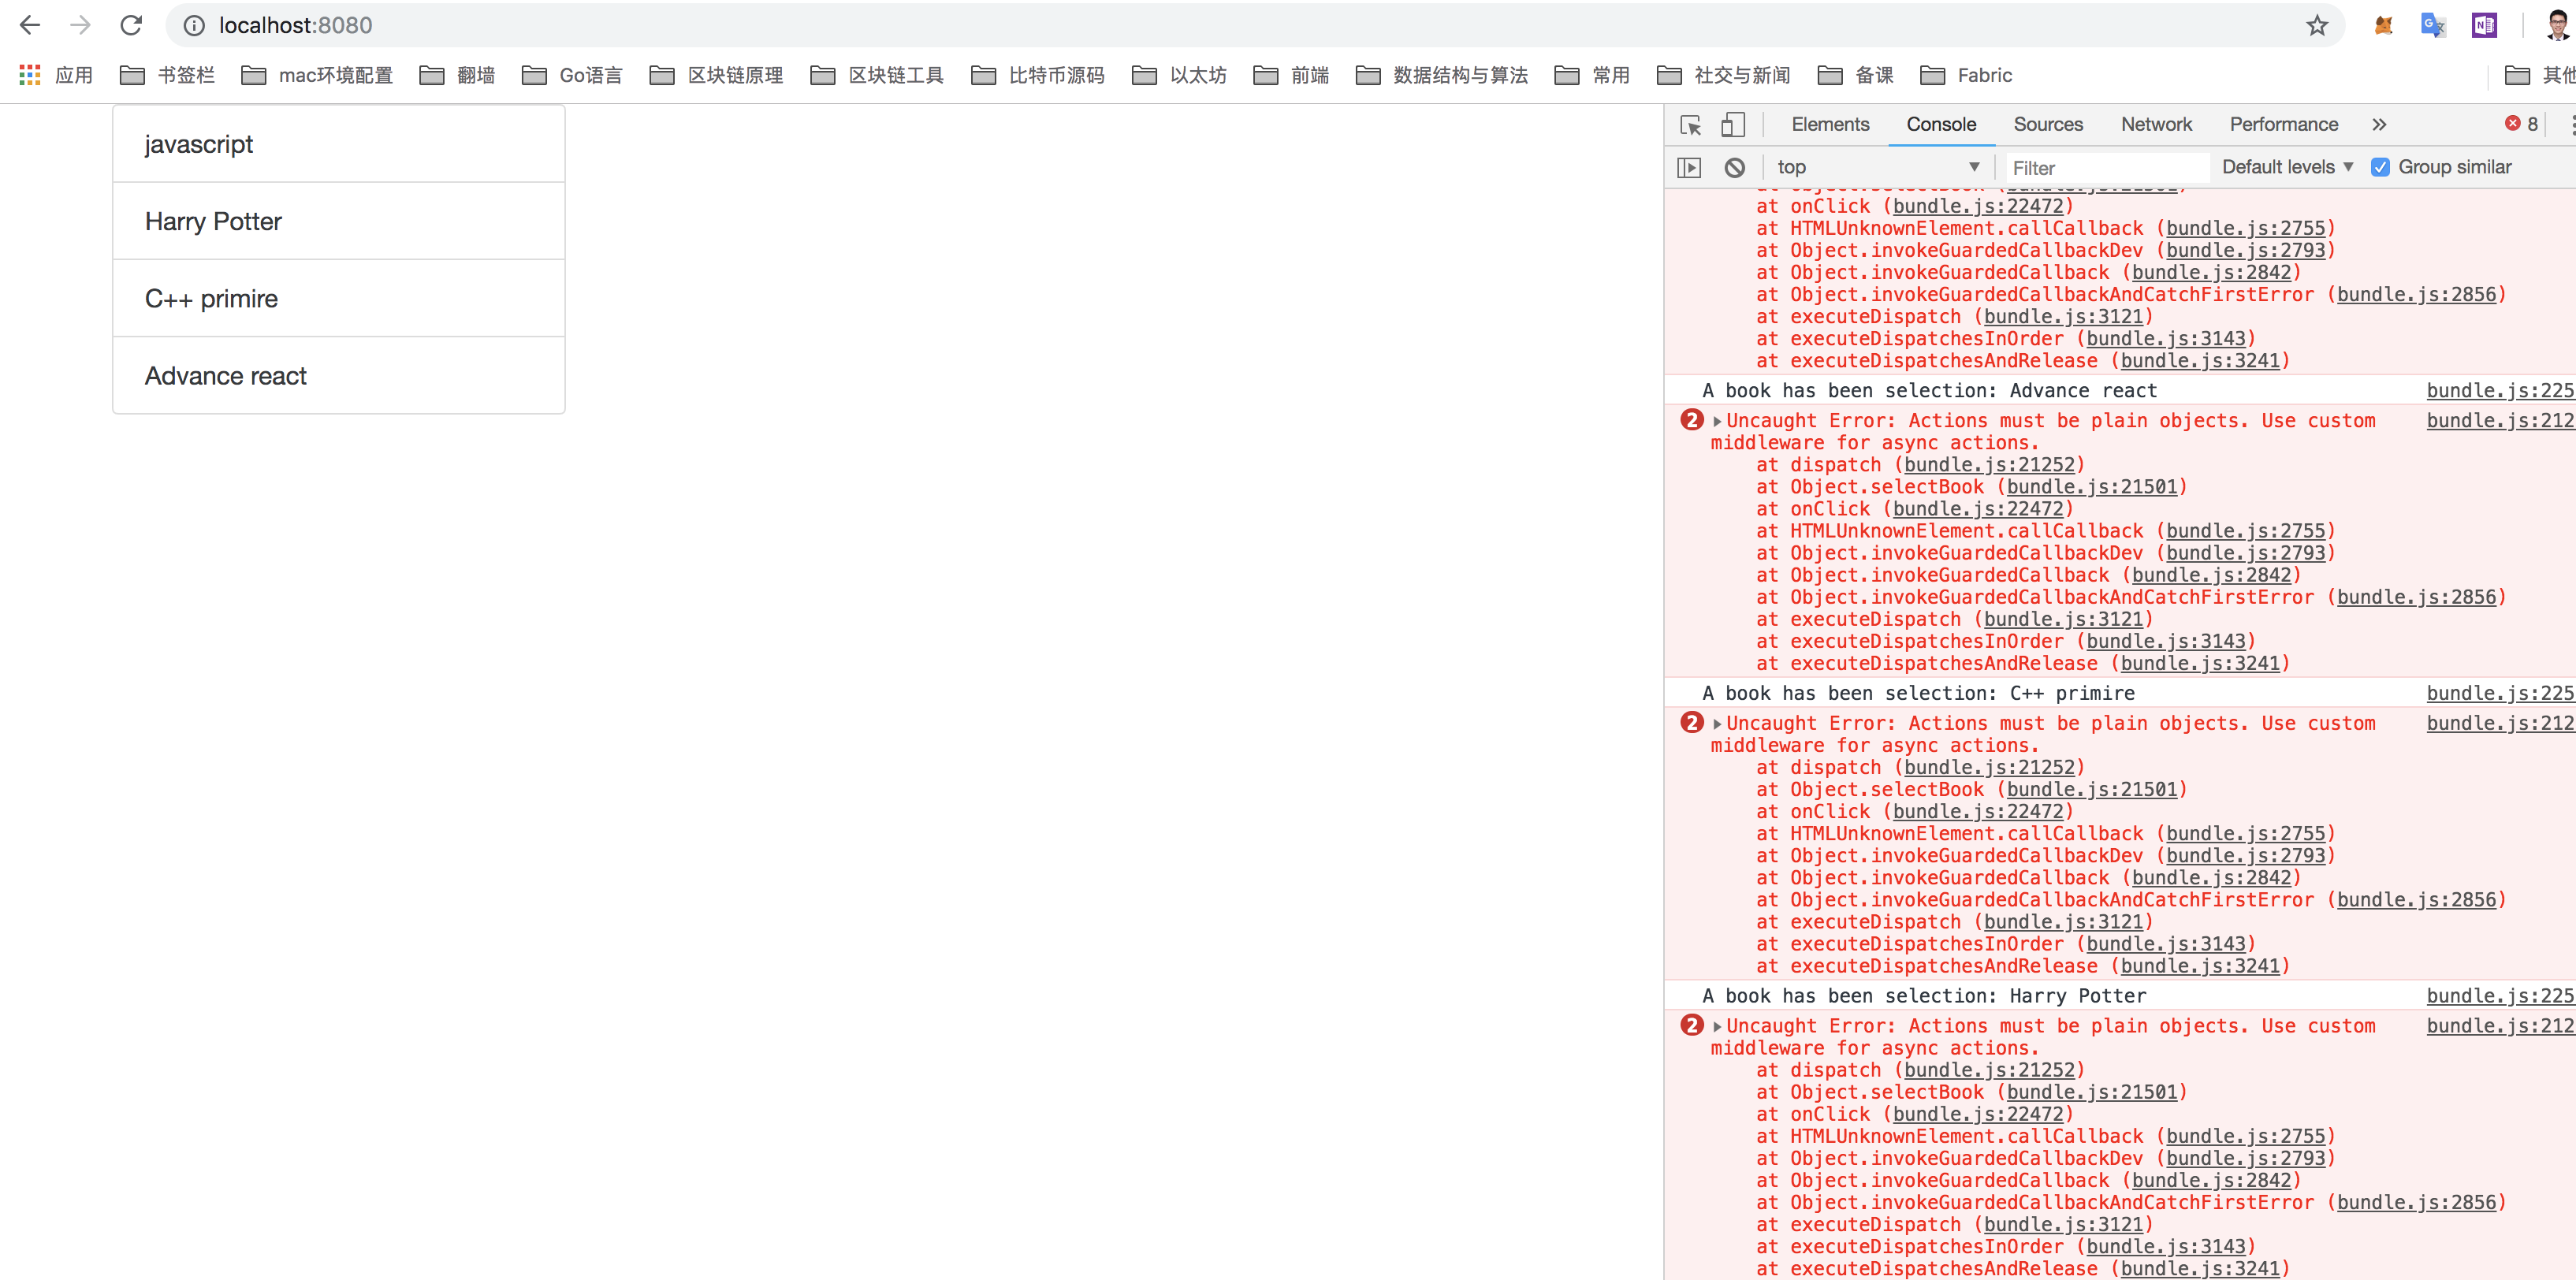 localhost:8080
应用 书签栏 mac环境配置 翻墙 Go语言 区块链原理 区块链工具 比特币源码 以太坊 前端 数据结构与算法 常用 社交与新闻 备课 Fabric 其他
javascript
Harry Potter
C++ primire
Advance react
Elements Console Sources Network Performance » 8
top Filter Default levels ▼ Group similar
at Object.selectBook (bundle.js:21501)
at onClick (bundle.js:22472)
at HTMLUnknownElement.callCallback (bundle.js:2755)
at Object.invokeGuardedCallbackDev (bundle.js:2793)
at Object.invokeGuardedCallback (bundle.js:2842)
at Object.invokeGuardedCallbackAndCatchFirstError (bundle.js:2856)
at executeDispatch (bundle.js:3121)
at executeDispatchesInOrder (bundle.js:3143)
at executeDispatchesAndRelease (bundle.js:3241)
A book has been selection: Advance react bundle.js:225
2 Uncaught Error: Actions must be plain objects. Use custom bundle.js:212
middleware for async actions.
at dispatch (bundle.js:21252)
at Object.selectBook (bundle.js:21501)
at onClick (bundle.js:22472)
at HTMLUnknownElement.callCallback (bundle.js:2755)
at Object.invokeGuardedCallbackDev (bundle.js:2793)
at Object.invokeGuardedCallback (bundle.js:2842)
at Object.invokeGuardedCallbackAndCatchFirstError (bundle.js:2856)
at executeDispatch (bundle.js:3121)
at executeDispatchesInOrder (bundle.js:3143)
at executeDispatchesAndRelease (bundle.js:3241)
A book has been selection: C++ primire bundle.js:225
2 Uncaught Error: Actions must be plain objects. Use custom bundle.js:212
middleware for async actions.
at dispatch (bundle.js:21252)
at Object.selectBook (bundle.js:21501)
at onClick (bundle.js:22472)
at HTMLUnknownElement.callCallback (bundle.js:2755)
at Object.invokeGuardedCallbackDev (bundle.js:2793)
at Object.invokeGuardedCallback (bundle.js:2842)
at Object.invokeGuardedCallbackAndCatchFirstError (bundle.js:2856)
at executeDispatch (bundle.js:3121)
at executeDispatchesInOrder (bundle.js:3143)
at executeDispatchesAndRelease (bundle.js:3241)
A book has been selection: Harry Potter bundle.js:225
2 Uncaught Error: Actions must be plain objects. Use custom bundle.js:212
middleware for async actions.
at dispatch (bundle.js:21252)
at Object.selectBook (bundle.js:21501)
at onClick (bundle.js:22472)
at HTMLUnknownElement.callCallback (bundle.js:2755)
at Object.invokeGuardedCallbackDev (bundle.js:2793)
at Object.invokeGuardedCallback (bundle.js:2842)
at Object.invokeGuardedCallbackAndCatchFirstError (bundle.js:2856)
at executeDispatch (bundle.js:3121)
at executeDispatchesInOrder (bundle.js:3143)
at executeDispatchesAndRelease (bundle.js:3241)